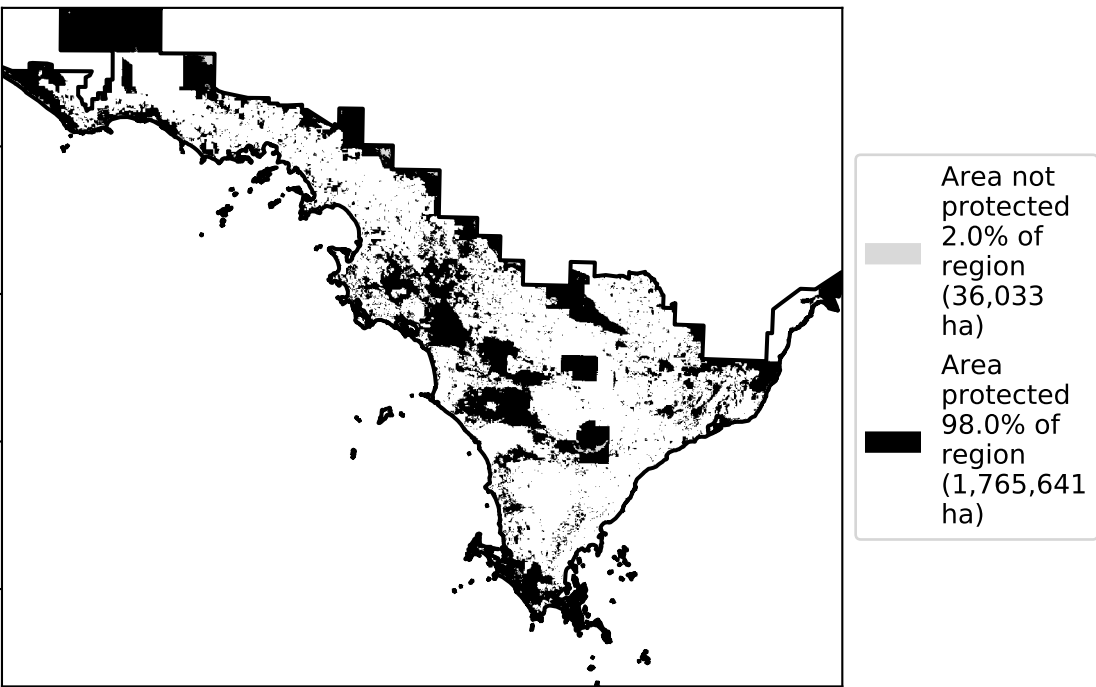 Area not
protected
2.0% of
region
(36,033
ha)
Area
protected
98.0% of
region
(1,765,641
ha)